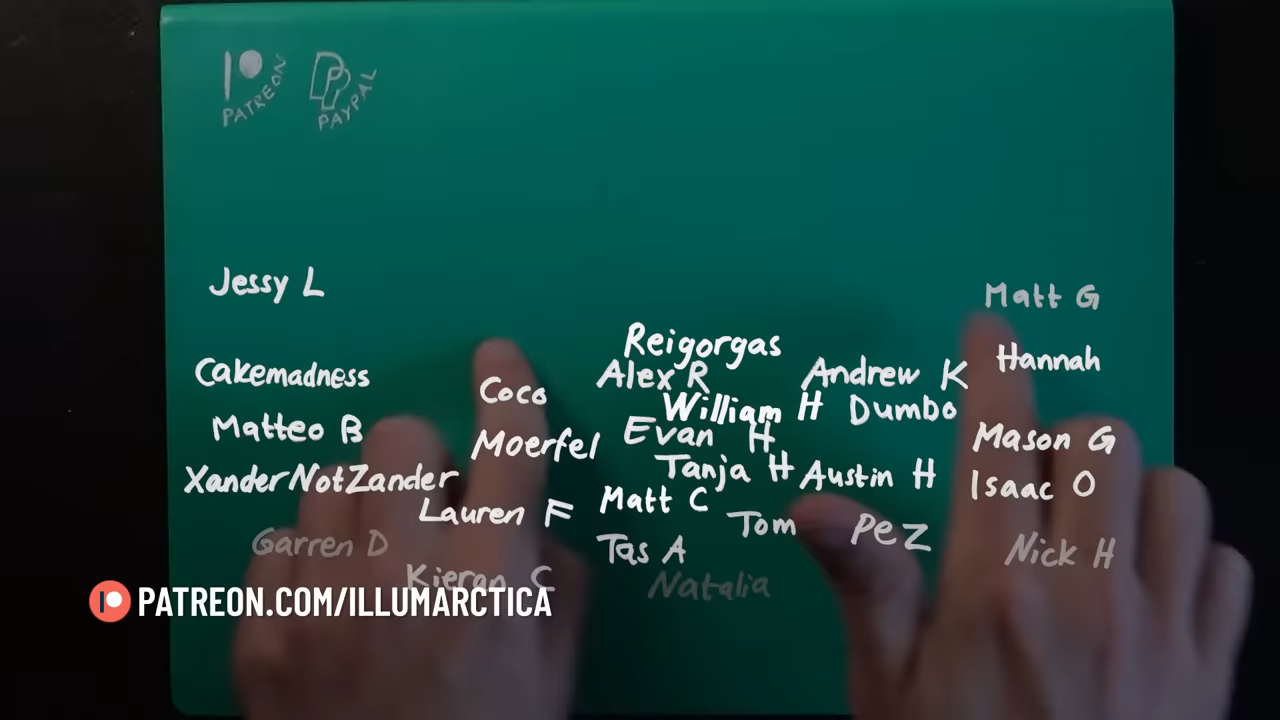 PATREON
PAYPAL
Jessy L
Matt G
Reigorgas
Hannah
Cakemadness
Alex R
Andrew K
Coco
William H
Dumbo
Matteo B
Moerfel
Evan H
Mason G
XanderNotZander
Tanja H
Austin H
Isaac O
Lauren F
Matt C
Tom
Pez
Garren D
Tas A
Nick H
Kieran C
Natalia
PATREON.COM/ILLUMARCTICA